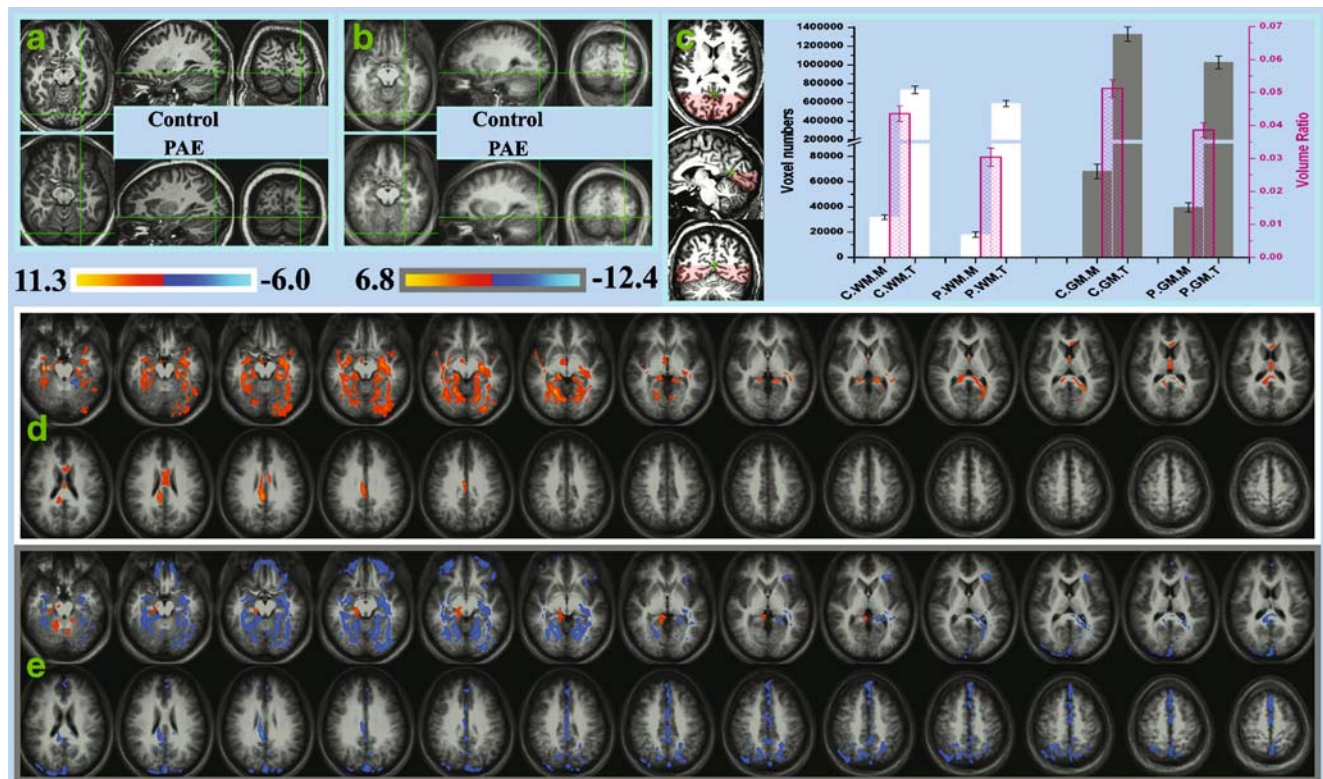 a
Control
PAE
b
Control
PAE
c
Voxel numbers
1400000
1200000
1000000
800000
600000
400000
200000
80000
60000
40000
20000
0
C.WM.M
C.WM.T
P.WM.M
P.WM.T
C.GM.M
C.GM.T
P.GM.M
P.GM.T
0.07
0.06
0.05
0.04
0.03
0.02
0.01
0.00
Volume Ratio
11.3
-6.0
6.8
-12.4
d
e